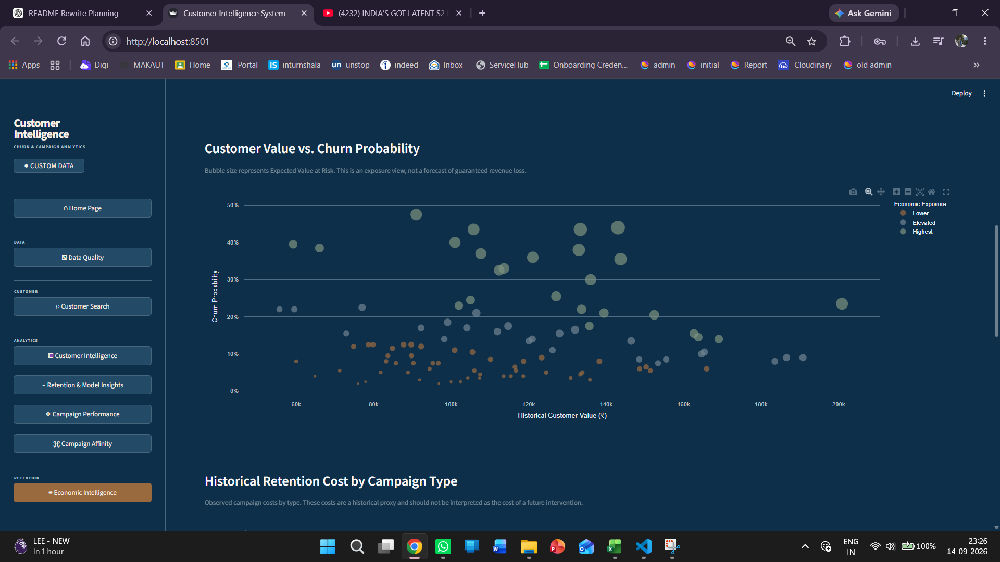 README Rewrite Planning
Customer Intelligence System
(4232) INDIA'S GOT LATENT S2
Ask Gemini
http://localhost:8501
Apps
Digi
MAKAUT
Home
Portal
IS inturnshala
un unstop
indeed
Inbox
ServiceHub
Onboarding Creden...
admin
initial
Report
Cloudinary
old admin
Deploy
Customer
Intelligence
CHURN & CAMPAIGN ANALYTICS
CUSTOM DATA
Home Page
DATA
Data Quality
CUSTOMER
Customer Search
ANALYTICS
Customer Intelligence
Retention & Model Insights
Campaign Performance
Campaign Affinity
RETENTION
Economic Intelligence
Customer Value vs. Churn Probability
Bubble size represents Expected Value at Risk. This is an exposure view, not a forecast of guaranteed revenue loss.
Economic Exposure
Lower
Elevated
Highest
Churn Probability
50%
40%
30%
20%
10%
0%
60k 80k 100k 120k 140k 160k 180k 200k
Historical Customer Value (₹)
Historical Retention Cost by Campaign Type
Observed campaign costs by type. These costs are a historical proxy and should not be interpreted as the cost of a future intervention.
LEE - NEW
In 1 hour
ENG
IN
100%
23:26
14-09-2026